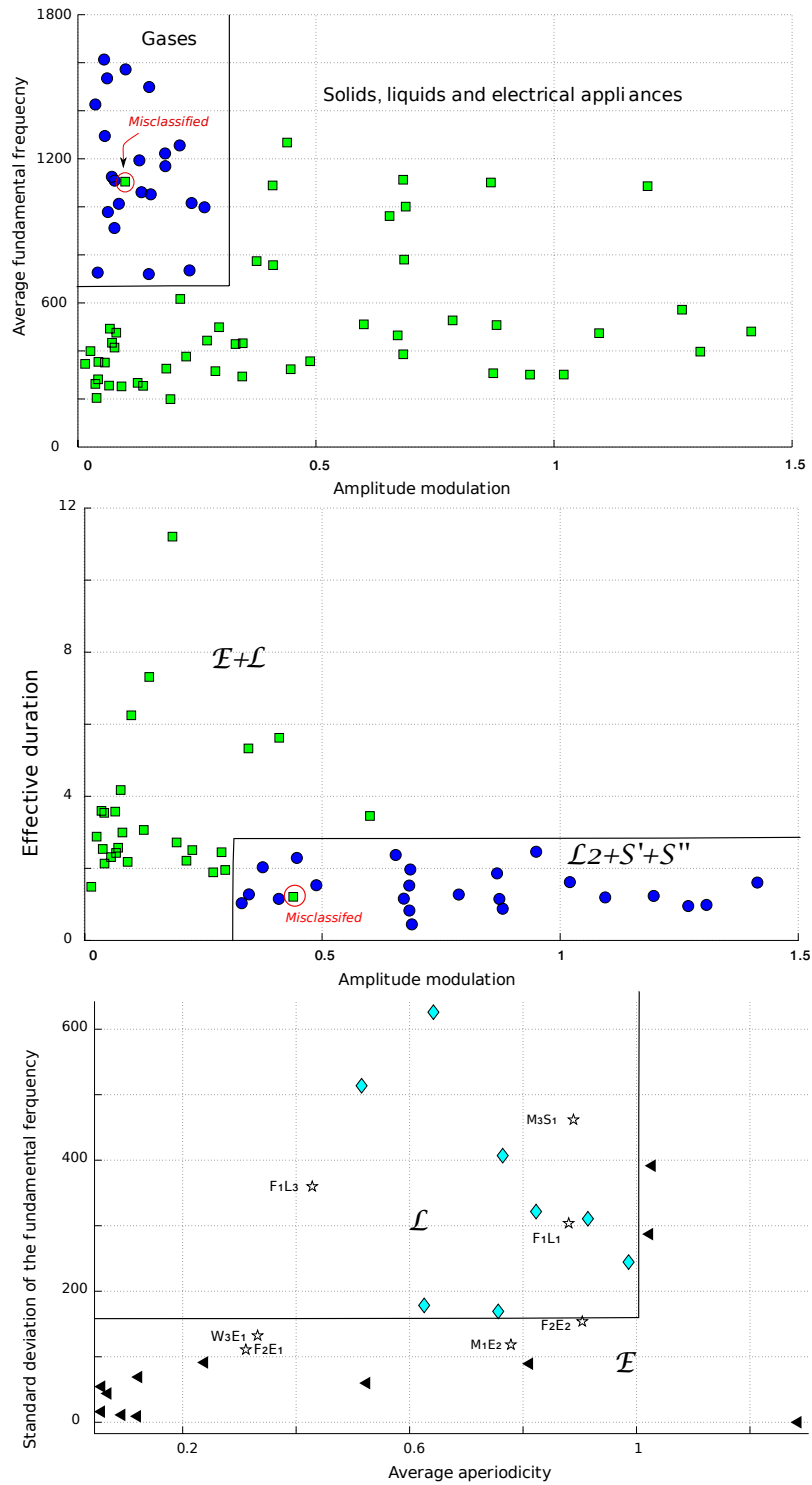 1800
Gases
Solids, liquids and electrical appliances
Misclassified
1200
600
0
Average fundamental frequecny
0
0.5
1
1.5
Amplitude modulation
12
E+L
8
4
L2+S'+S"
Misclassifed
0
Effective duration
0
0.5
1
1.5
Amplitude modulation
600
M3S1
400
F1L3
L
F1L1
200
F2E2
W3E1
F2E1
M1E2
E
0
Standard deviation of the fundamental ferquency
0.2
0.6
1
Average aperiodicity